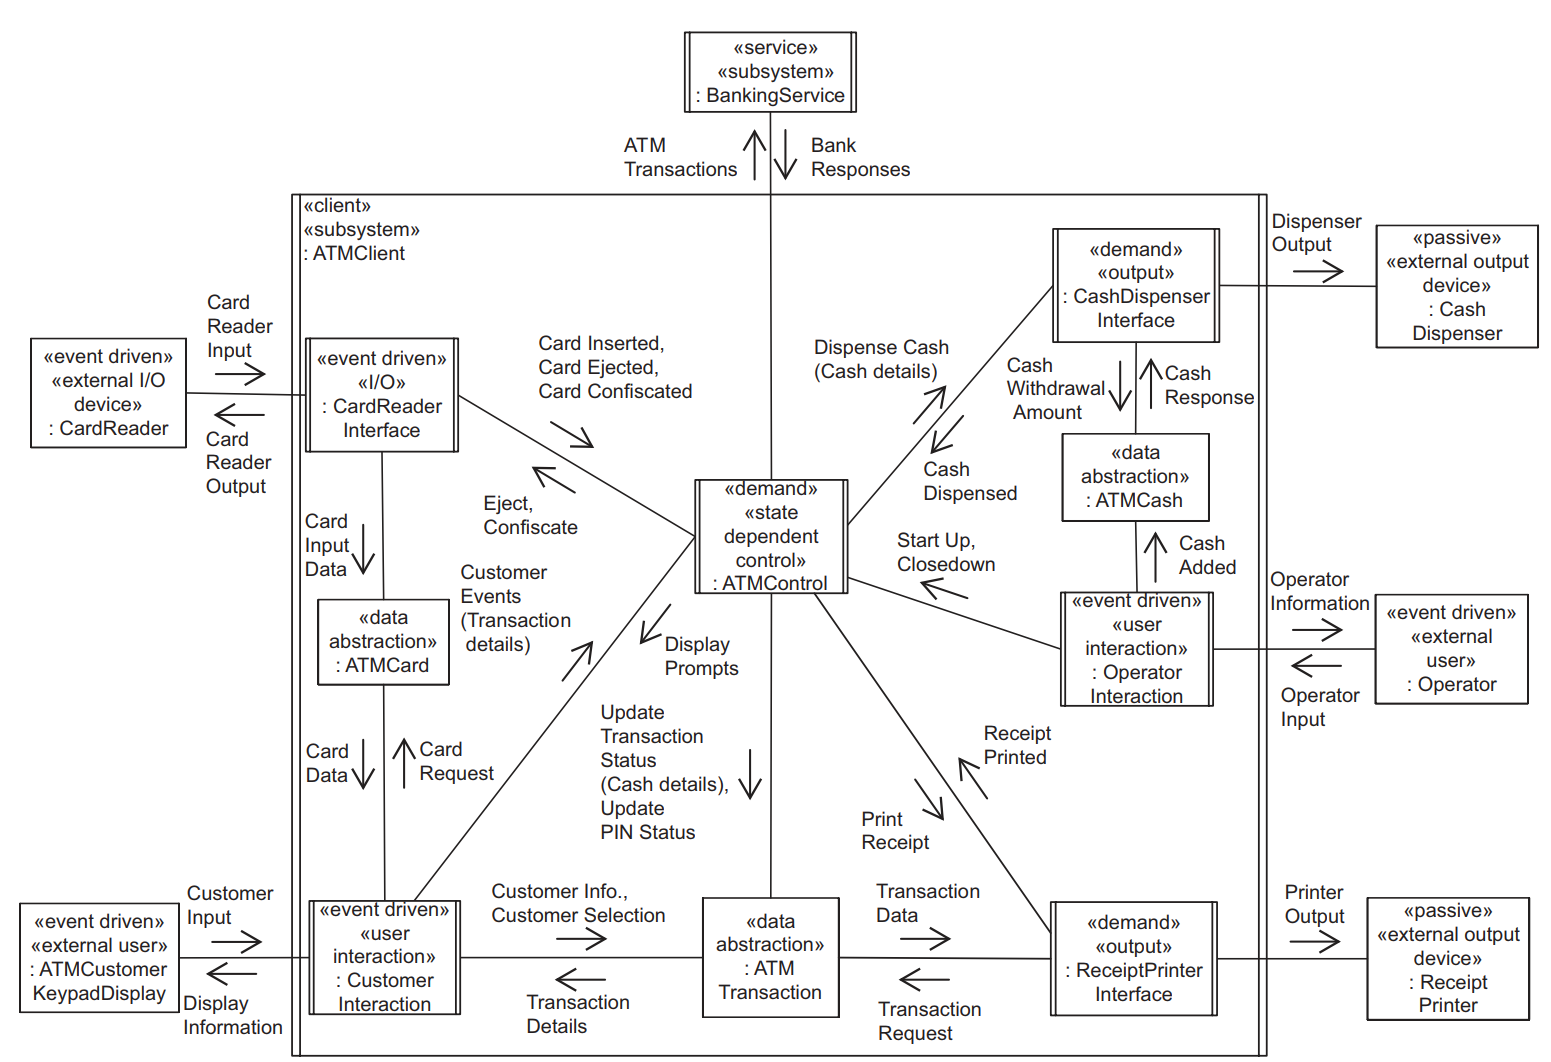 «service»
«subsystem»
: BankingService
ATM
Transactions
Bank
Responses
«client»
«subsystem»
: ATMClient
Dispenser
Output
«passive»
«external output
device»
: Cash
Dispenser
«demand»
«output»
: CashDispenser
Interface
Card
Reader
Input
«event driven»
«external I/O
device»
: CardReader
Card
Reader
Output
«event driven»
«I/O»
: CardReader
Interface
Card Inserted,
Card Ejected,
Card Confiscated
Eject,
Confiscate
Dispense Cash
(Cash details)
Cash
Dispensed
Cash
Withdrawal
Amount
Cash
Response
«data
abstraction»
: ATMCash
Cash
Added
«demand»
«state
dependent
control»
: ATMControl
Start Up,
Closedown
Card
Input
Data
«data
abstraction»
: ATMCard
Customer
Events
(Transaction
details)
Display
Prompts
«event driven»
«user
interaction»
: Operator
Interaction
Operator
Information
Operator
Input
«event driven»
«external
user»
: Operator
Card
Data
Card
Request
Update
Transaction
Status
(Cash details),
Update
PIN Status
Receipt
Printed
Print
Receipt
Customer
Input
«event driven»
«external user»
: ATMCustomer
KeypadDisplay
Display
Information
«event driven»
«user
interaction»
: Customer
Interaction
Customer Info.,
Customer Selection
Transaction
Details
«data
abstraction»
: ATM
Transaction
Transaction
Data
Transaction
Request
«demand»
«output»
: ReceiptPrinter
Interface
Printer
Output
«passive»
«external output
device»
: Receipt
Printer